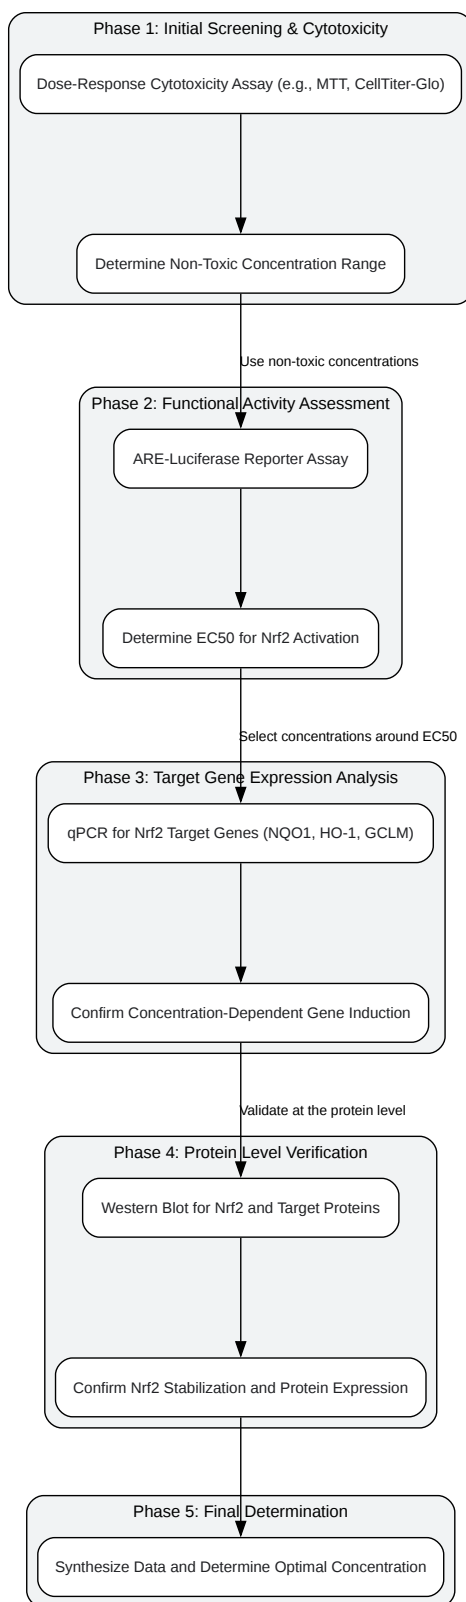 Phase 1: Initial Screening & Cytotoxicity
Dose-Response Cytotoxicity Assay (e.g., MTT, CellTiter-Glo)
Determine Non-Toxic Concentration Range
Use non-toxic concentrations
Phase 2: Functional Activity Assessment
ARE-Luciferase Reporter Assay
Determine EC50 for Nrf2 Activation
Select concentrations around EC50
Phase 3: Target Gene Expression Analysis
qPCR for Nrf2 Target Genes (NQO1, HO-1, GCLM)
Confirm Concentration-Dependent Gene Induction
Validate at the protein level
Phase 4: Protein Level Verification
Western Blot for Nrf2 and Target Proteins
Confirm Nrf2 Stabilization and Protein Expression
Phase 5: Final Determination
Synthesize Data and Determine Optimal Concentration